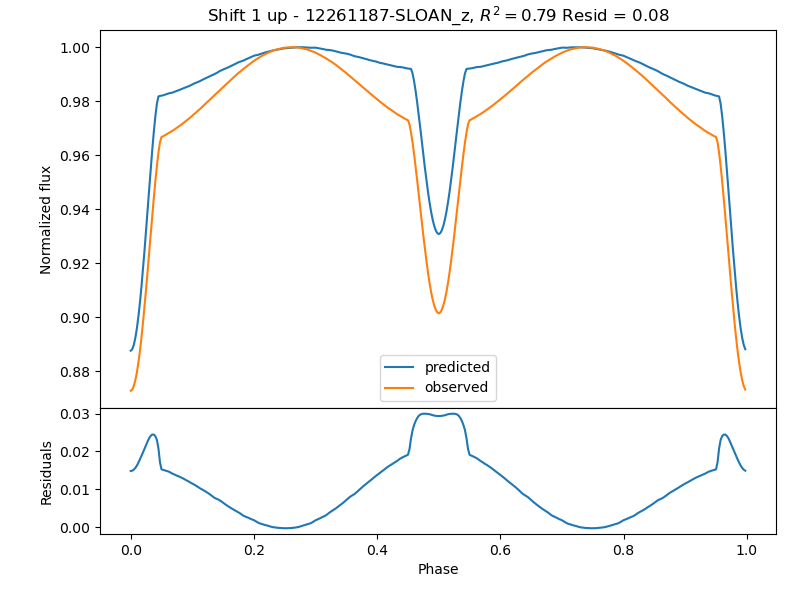 Shift 1 up - 12261187-SLOAN_z, R² = 0.79 Resid = 0.08
Normalized flux
1.00
0.98
0.96
0.94
0.92
0.90
0.88
predicted
observed
Residuals
0.03
0.02
0.01
0.00
0.0 0.2 0.4 0.6 0.8 1.0
Phase